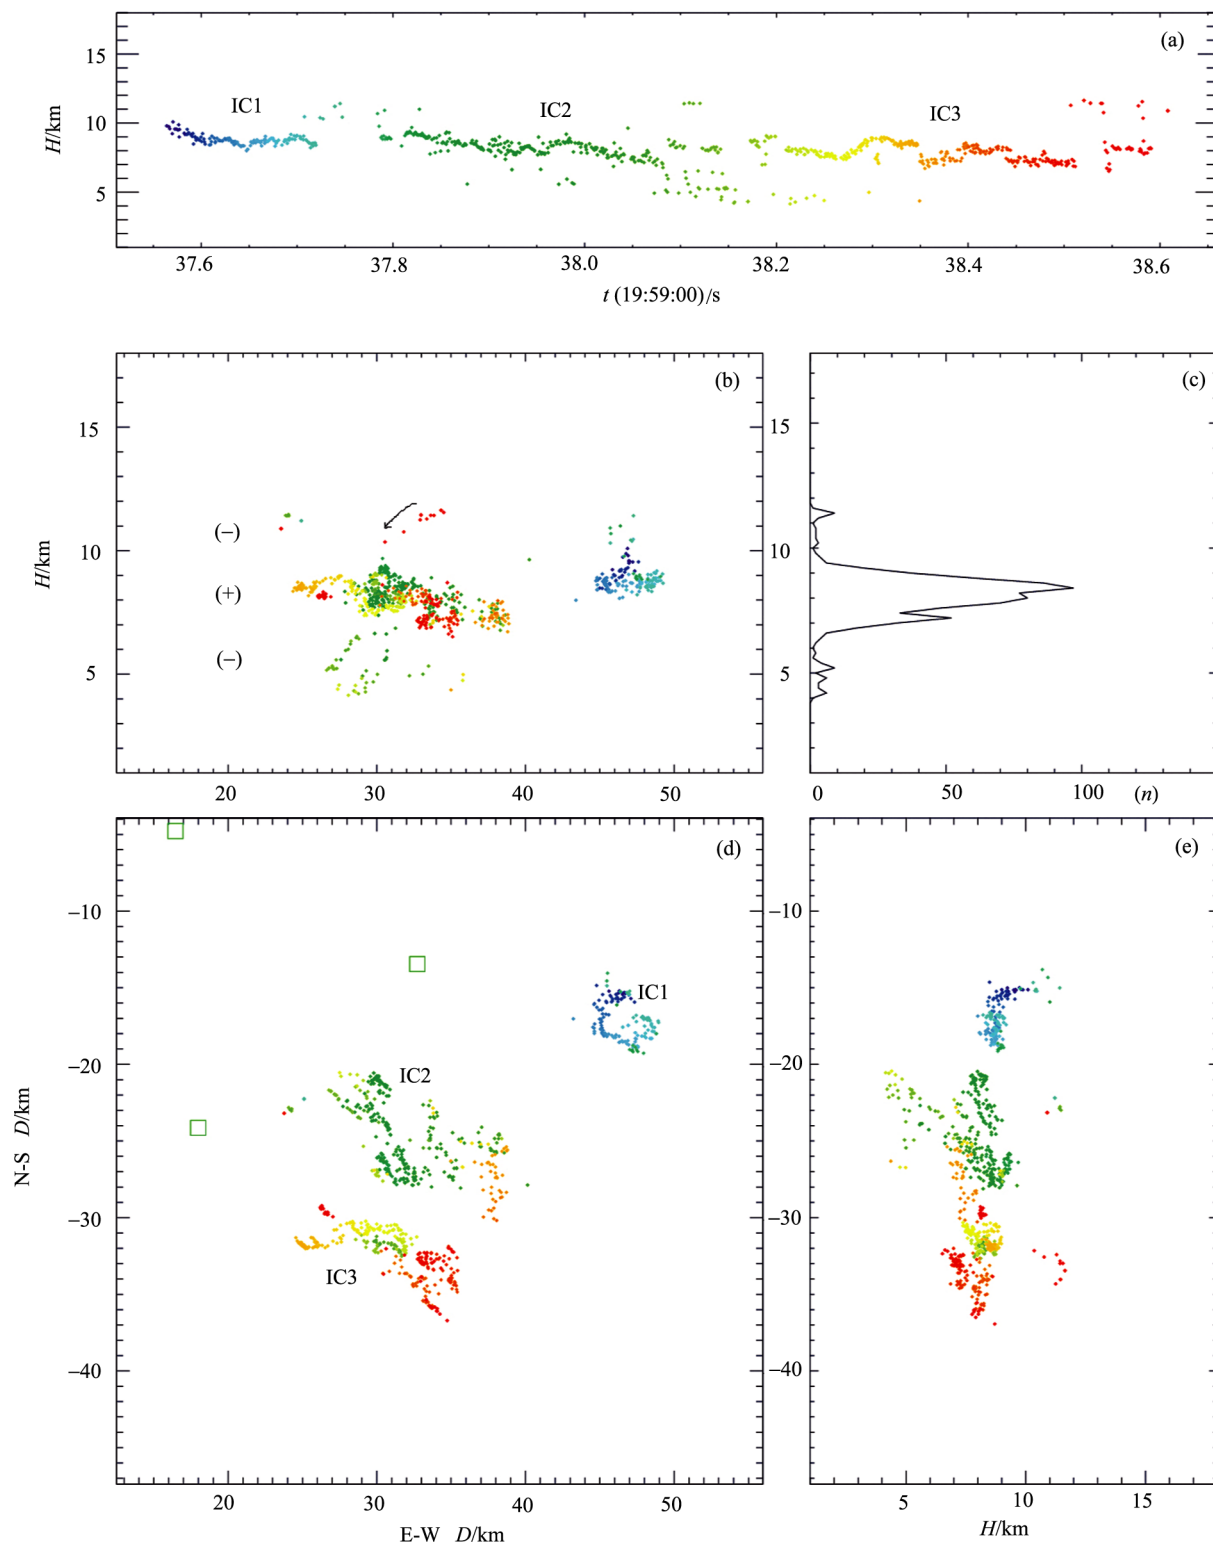 (a)
15
10
5
H/km
IC1
IC2
IC3
37.6 37.8 38.0 38.2 38.4 38.6
t (19:59:00)/s
(b)
15
10
5
H/km
(–)
(+)
(–)
20 30 40 50
(c)
15
10
5
0 50 100 (n)
(d)
–10
–20
–30
–40
N-S D/km
IC1
IC2
IC3
20 30 40 50
E-W D/km
(e)
–10
–20
–30
–40
5 10 15
H/km